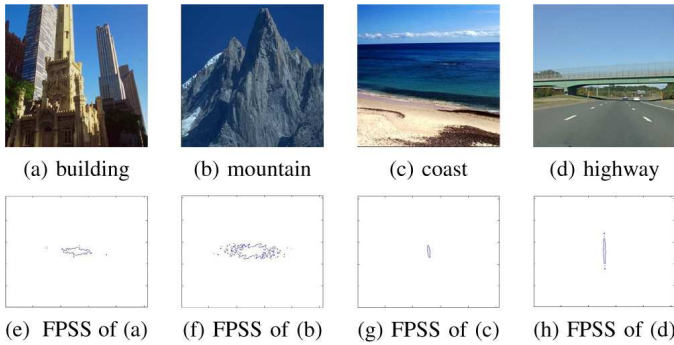 (a) building
(b) mountain
(c) coast
(d) highway
(e) FPSS of (a)
(f) FPSS of (b)
(g) FPSS of (c)
(h) FPSS of (d)